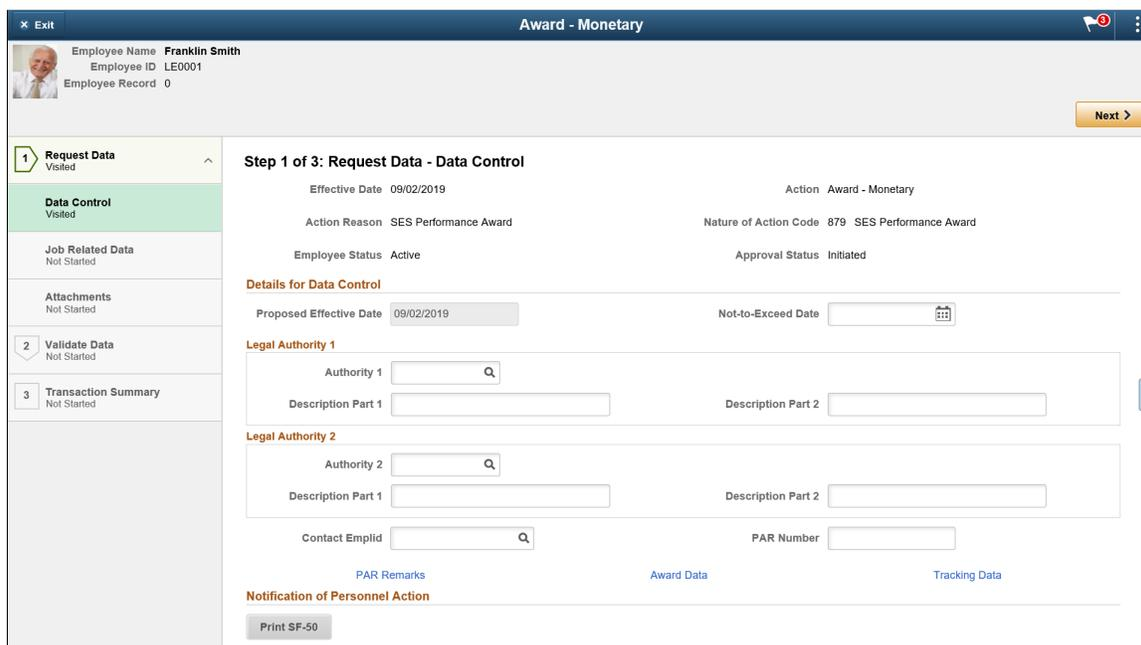 Exit
Award - Monetary
3
Employee Name Franklin Smith
Employee ID LE0001
Employee Record 0
Next
1 Request Data
Visited
Data Control
Visited
Job Related Data
Not Started
Attachments
Not Started
2 Validate Data
Not Started
3 Transaction Summary
Not Started
Step 1 of 3: Request Data - Data Control
Effective Date 09/02/2019 Action Award - Monetary
Action Reason SES Performance Award Nature of Action Code 879 SES Performance Award
Employee Status Active Approval Status Initiated
Details for Data Control
Proposed Effective Date 09/02/2019 Not-to-Exceed Date
Legal Authority 1
Authority 1
Description Part 1 Description Part 2
Legal Authority 2
Authority 2
Description Part 1 Description Part 2
Contact Emplid PAR Number
PAR Remarks Award Data Tracking Data
Notification of Personnel Action
Print SF-50